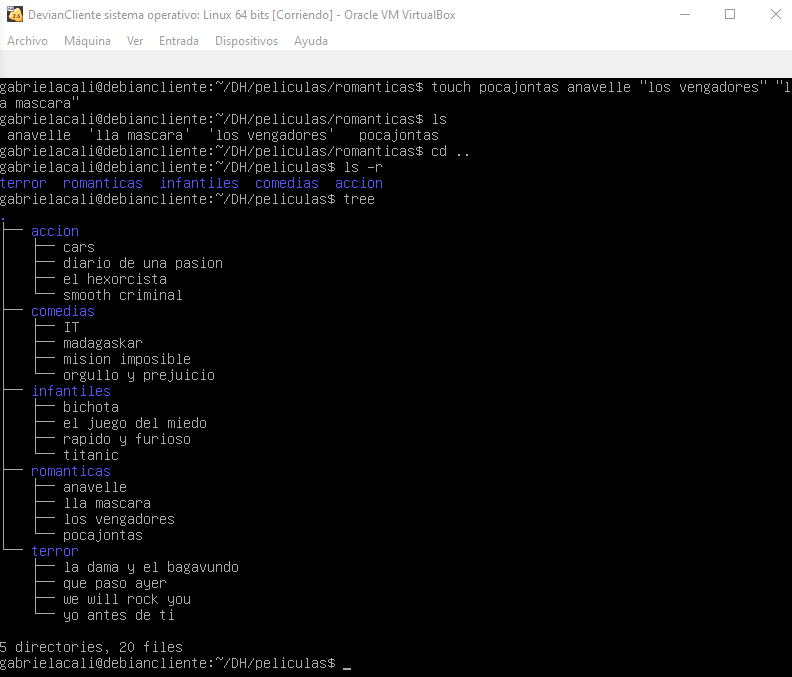 DevianCliente sistema operativo: Linux 64 bits [Corriendo] - Oracle VM VirtualBox
Archivo Máquina Ver Entrada Dispositivos Ayuda
gabrielacali@debiancliente:~/DH/peliculas/romanticas$ touch pocajontas anavelle "los vengadores" "ll
a mascara"
gabrielacali@debiancliente:~/DH/peliculas/romanticas$ ls
anavelle 'lla mascara' 'los vengadores' pocajontas
gabrielacali@debiancliente:~/DH/peliculas/romanticas$ cd ..
gabrielacali@debiancliente:~/DH/peliculas$ ls -r
terror romanticas infantiles comedias accion
gabrielacali@debiancliente:~/DH/peliculas$ tree
.
├── accion
│   ├── cars
│   ├── diario de una pasion
│   ├── el hexorcista
│   └── smooth criminal
├── comedias
│   ├── IT
│   ├── madagaskar
│   ├── mision imposible
│   └── orgullo y prejuicio
├── infantiles
│   ├── bichota
│   ├── el juego del miedo
│   ├── rapido y furioso
│   └── titanic
├── romanticas
│   ├── anavelle
│   ├── lla mascara
│   ├── los vengadores
│   └── pocajontas
└── terror
    ├── la dama y el bagavundo
    ├── que paso ayer
    ├── we will rock you
    └── yo antes de ti
5 directories, 20 files
gabrielacali@debiancliente:~/DH/peliculas$ _